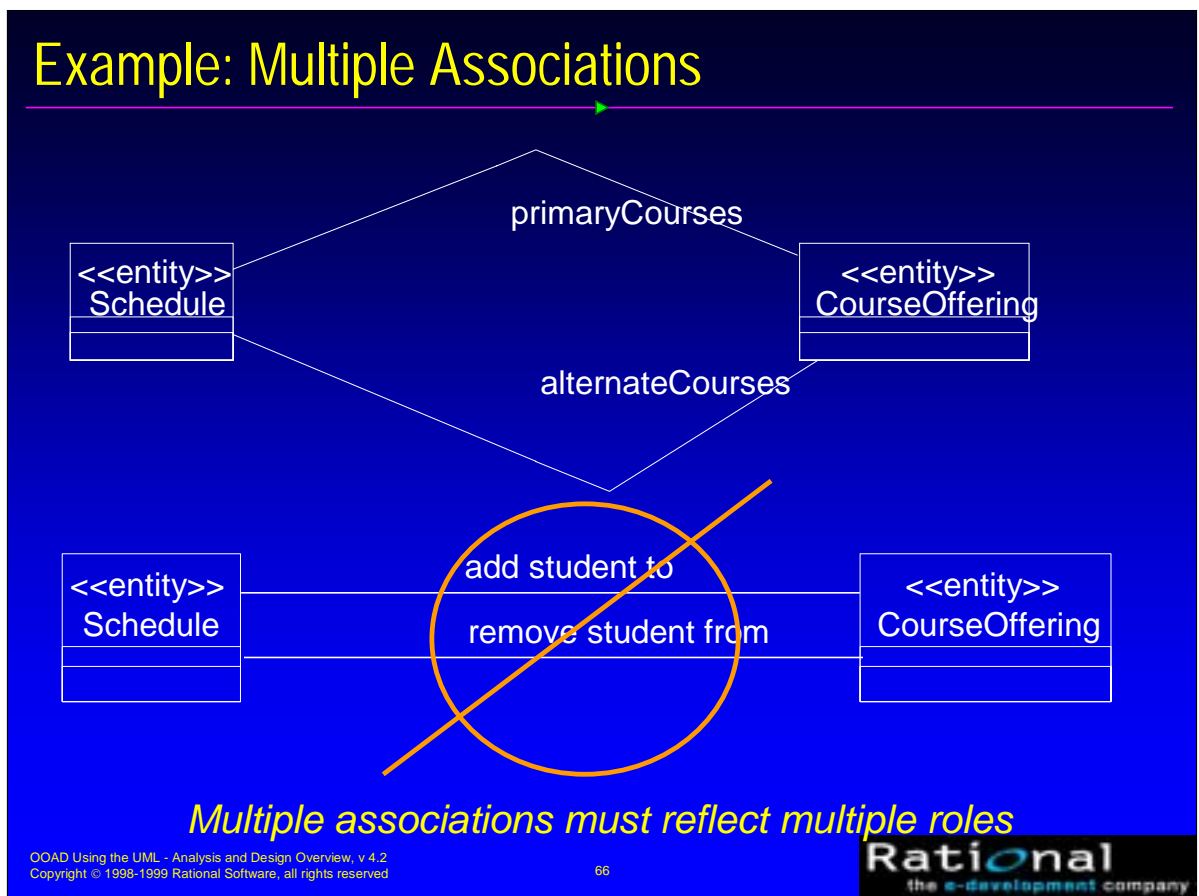 Example: Multiple Associations
primaryCourses
<<entity>>
Schedule
<<entity>>
CourseOffering
alternateCourses
add student to
<<entity>>
Schedule
<<entity>>
CourseOffering
remove student from
Multiple associations must reflect multiple roles
OOAD Using the UML - Analysis and Design Overview, v 4.2
Copyright © 1998-1999 Rational Software, all rights reserved
66
Rational
the e-development company